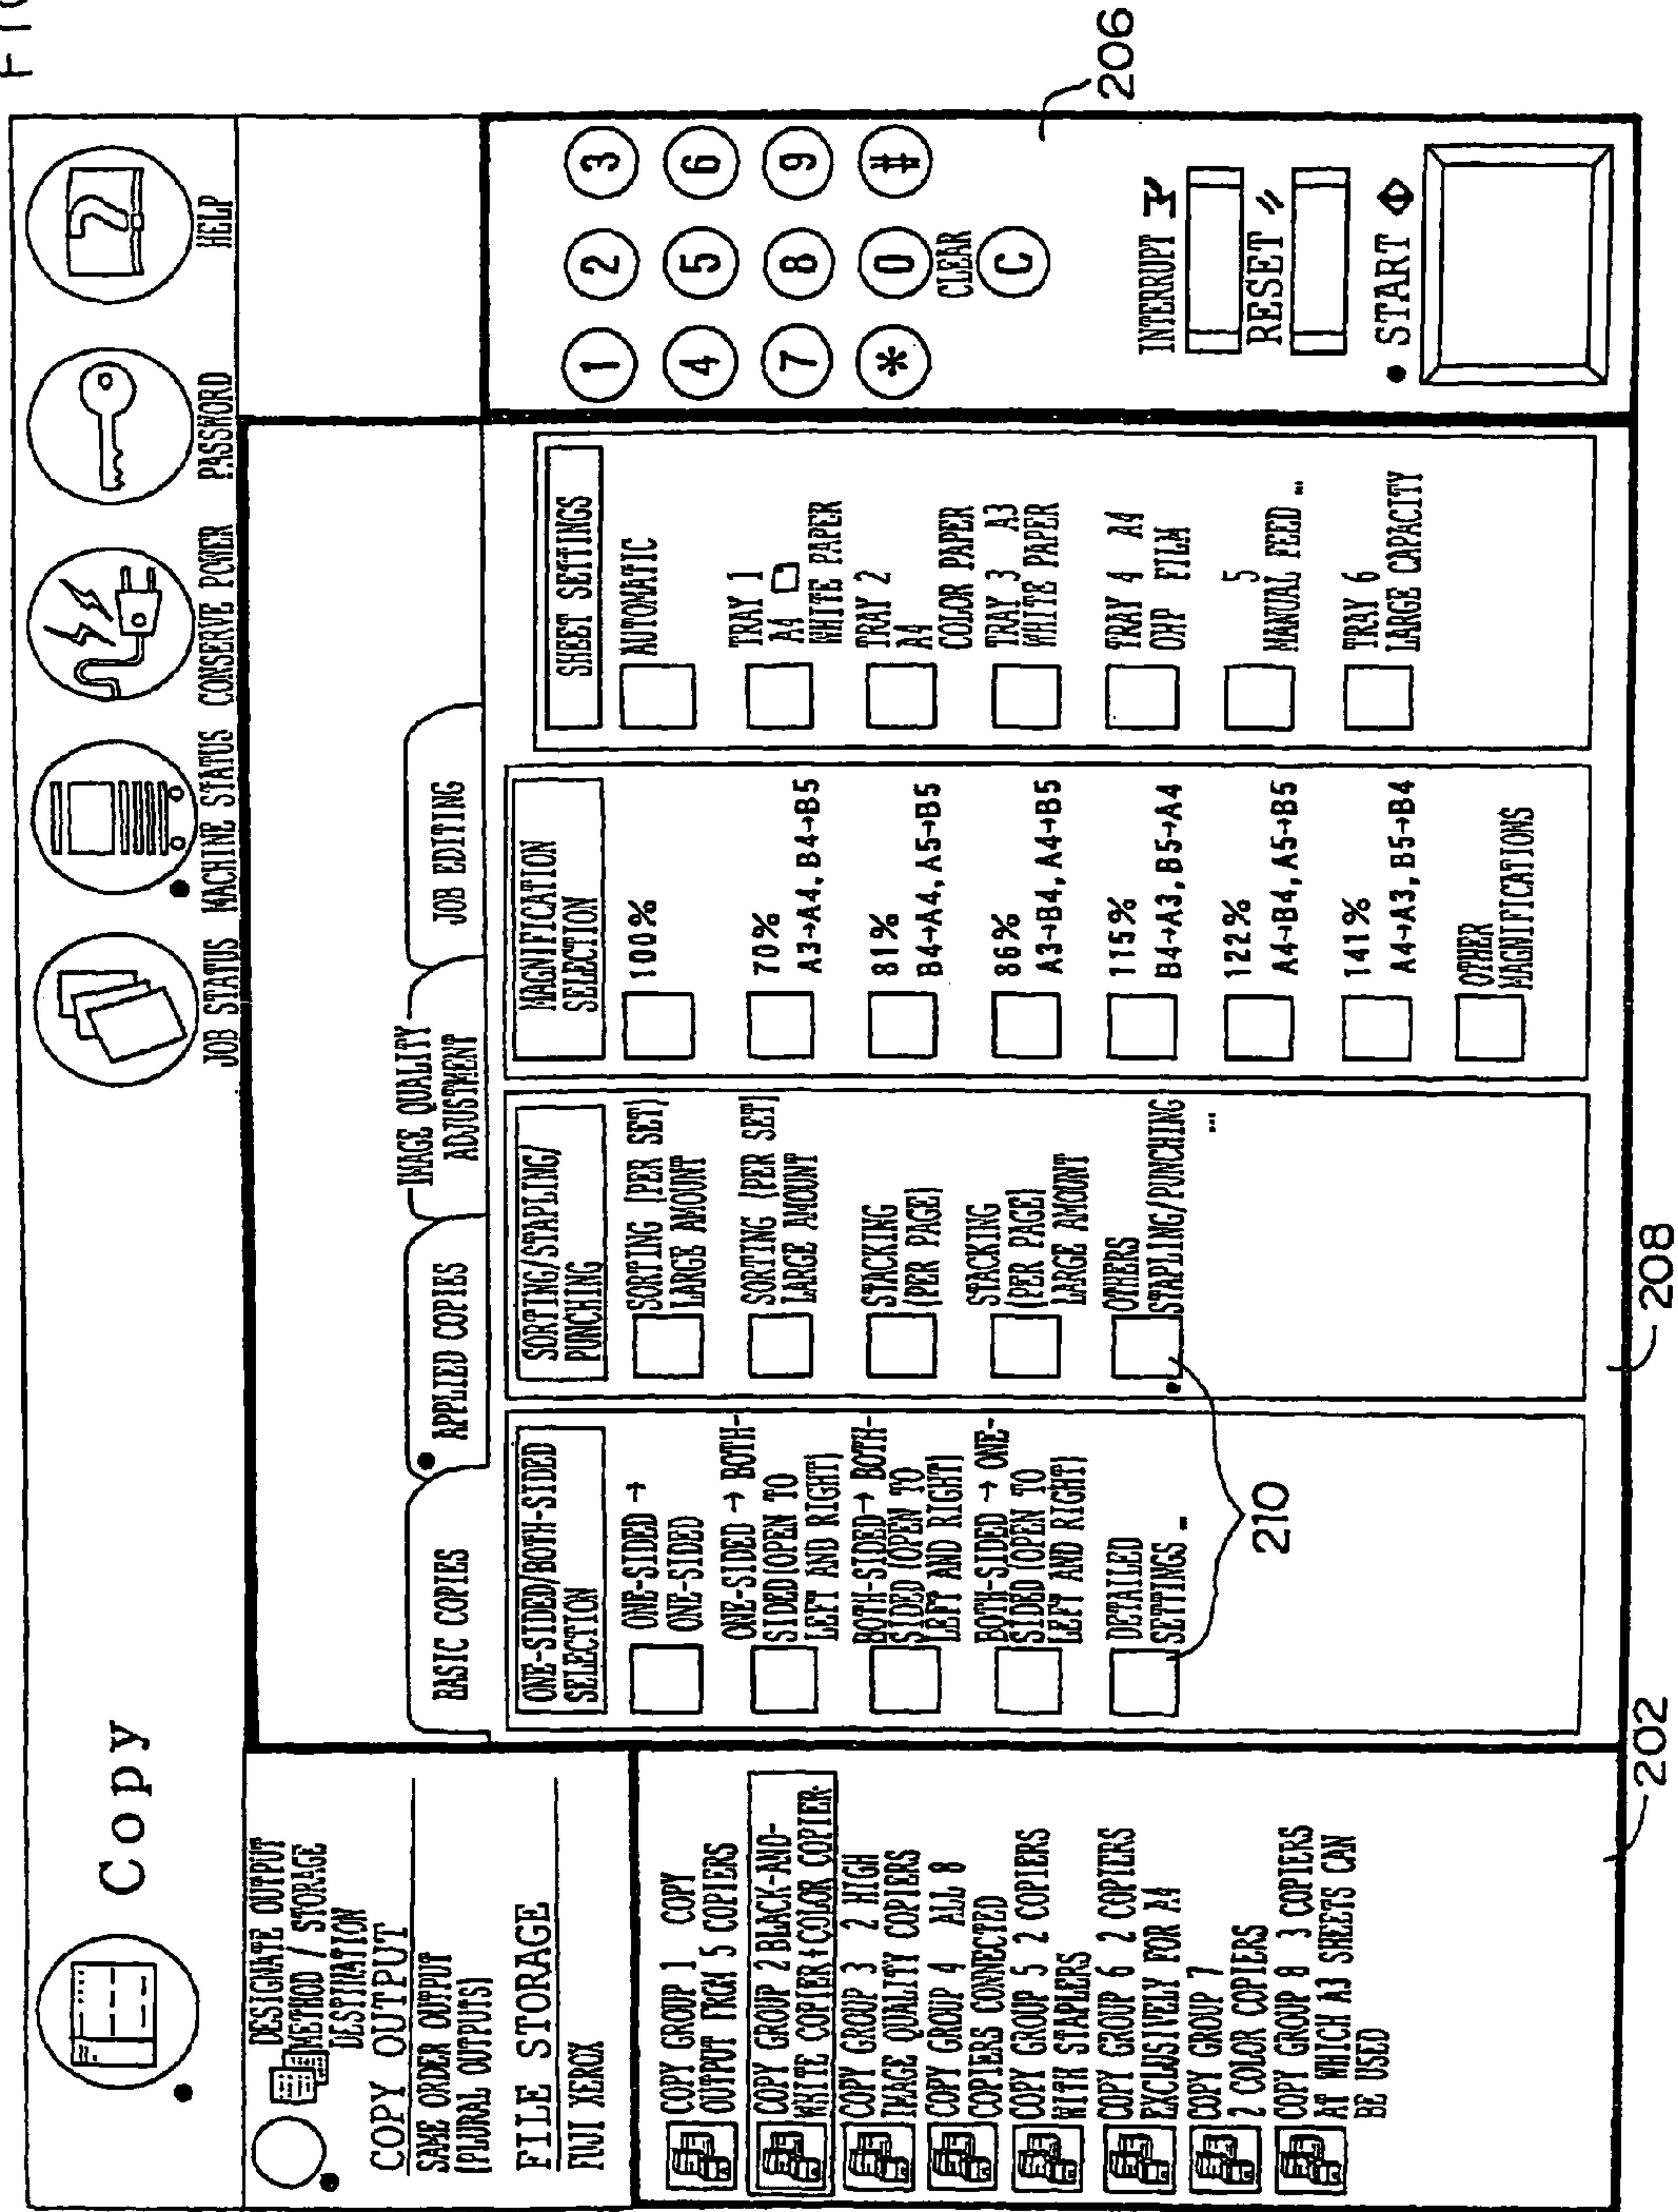 FIG
Copy
JOB STATUS
MACHINE STATUS
CONSERVE POWER
PASSWORD
HELP
DESIGNATE OUTPUT
METHOD / STORAGE
DESTINATION
COPY OUTPUT
SAME ORDER OUTPUT
(PLURAL OUTPUTS)
FILE STORAGE
FUJI XEROX
COPY GROUP 1 COPY
OUTPUT FROM 5 COPIERS
COPY GROUP 2 BLACK-AND-
WHITE COPIER+COLOR COPIER
COPY GROUP 3 2 HIGH
IMAGE QUALITY COPIERS
COPY GROUP 4 ALL 8
COPIERS CONNECTED
COPY GROUP 5 2 COPIERS
WITH STAPLERS
COPY GROUP 6 2 COPIERS
EXCLUSIVELY FOR A4
COPY GROUP 7
2 COLOR COPIERS
COPY GROUP 8 3 COPIERS
AT WHICH A3 SHEETS CAN
BE USED
202
BASIC COPIES
APPLIED COPIES
IMAGE QUALITY
ADJUSTMENT
JOB EDITING
ONE-SIDED/BOTH-SIDED
SELECTION
ONE-SIDED →
ONE-SIDED
ONE-SIDED → BOTH-
SIDED(OPEN TO
LEFT AND RIGHT)
BOTH-SIDED → BOTH-
SIDED (OPEN TO
LEFT AND RIGHT)
BOTH-SIDED → ONE-
SIDED (OPEN TO
LEFT AND RIGHT)
DETAILED
SETTINGS ...
210
SORTING/STAPLING/
PUNCHING
SORTING (PER SET)
LARGE AMOUNT
SORTING (PER SET)
LARGE AMOUNT
STACKING
(PER PAGE)
STACKING
(PER PAGE)
LARGE AMOUNT
OTHERS
STAPLING/PUNCHING
...
208
MAGNIFICATION
SELECTION
100%
70%
A3→A4, B4→B5
81%
B4→A4, A5→B5
86%
A3→B4, A4→B5
115%
B4→A3, B5→A4
122%
A4→B4, A5→B5
141%
A4→A3, B5→B4
OTHER
MAGNIFICATIONS
SHEET SETTINGS
AUTOMATIC
TRAY 1
A4
WHITE PAPER
TRAY 2
A4
COLOR PAPER
TRAY 3 A3
WHITE PAPER
TRAY 4 A4
OHP FILM
5
MANUAL FEED ...
TRAY 6
LARGE CAPACITY
1 2 3
4 5 6
7 8 9
* 0 #
CLEAR
C
INTERRUPT
RESET //
START
206